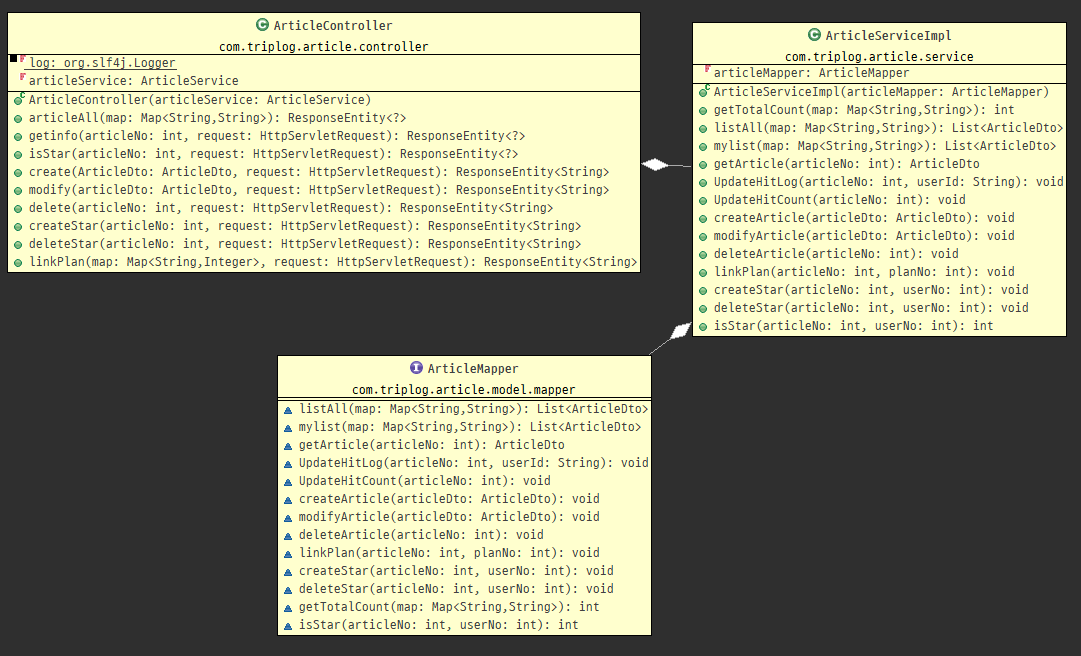 ArticleController
com.triplog.article.controller
log: org.slf4j.Logger
articleService: ArticleService
ArticleController(articleService: ArticleService)
articleAll(map: Map<String,String>): ResponseEntity<?>
getinfo(articleNo: int, request: HttpServletRequest): ResponseEntity<?>
isStar(articleNo: int, request: HttpServletRequest): ResponseEntity<?>
create(ArticleDto: ArticleDto, request: HttpServletRequest): ResponseEntity<String>
modify(ArticleDto: ArticleDto, request: HttpServletRequest): ResponseEntity<String>
delete(articleNo: int, request: HttpServletRequest): ResponseEntity<String>
createStar(articleNo: int, request: HttpServletRequest): ResponseEntity<String>
deleteStar(articleNo: int, request: HttpServletRequest): ResponseEntity<String>
linkPlan(map: Map<String,Integer>, request: HttpServletRequest): ResponseEntity<String>
ArticleServiceImpl
com.triplog.article.service
articleMapper: ArticleMapper
ArticleServiceImpl(articleMapper: ArticleMapper)
getTotalCount(map: Map<String,String>): int
listAll(map: Map<String,String>): List<ArticleDto>
mylist(map: Map<String,String>): List<ArticleDto>
getArticle(articleNo: int): ArticleDto
UpdateHitLog(articleNo: int, userId: String): void
UpdateHitCount(articleNo: int): void
createArticle(articleDto: ArticleDto): void
modifyArticle(articleDto: ArticleDto): void
deleteArticle(articleNo: int): void
linkPlan(articleNo: int, planNo: int): void
createStar(articleNo: int, userNo: int): void
deleteStar(articleNo: int, userNo: int): void
isStar(articleNo: int, userNo: int): int
ArticleMapper
com.triplog.article.model.mapper
listAll(map: Map<String,String>): List<ArticleDto>
mylist(map: Map<String,String>): List<ArticleDto>
getArticle(articleNo: int): ArticleDto
UpdateHitLog(articleNo: int, userId: String): void
UpdateHitCount(articleNo: int): void
createArticle(articleDto: ArticleDto): void
modifyArticle(articleDto: ArticleDto): void
deleteArticle(articleNo: int): void
linkPlan(articleNo: int, planNo: int): void
createStar(articleNo: int, userNo: int): void
deleteStar(articleNo: int, userNo: int): void
getTotalCount(map: Map<String,String>): int
isStar(articleNo: int, userNo: int): int